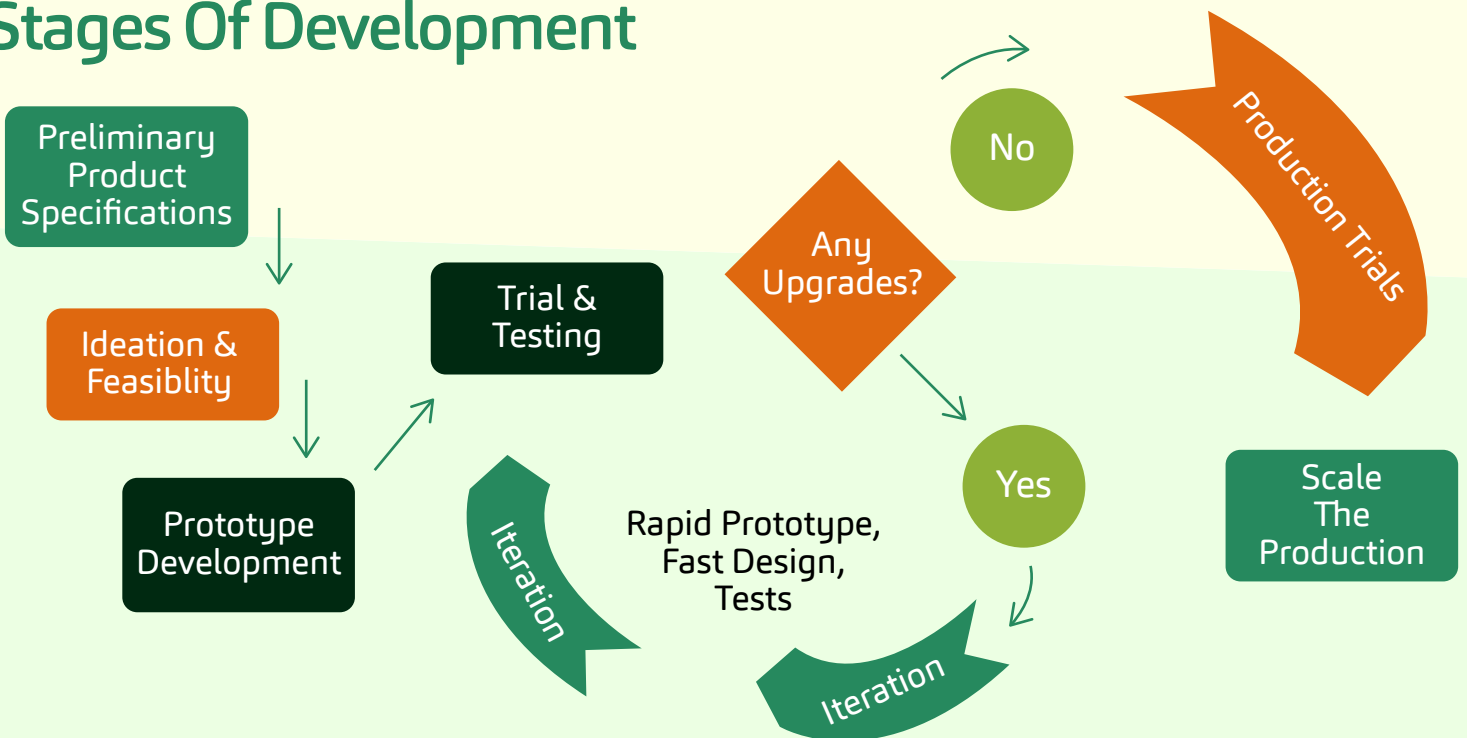 Stages Of Development
Preliminary
Product
Specifications
Ideation &
Feasiblity
Prototype
Development
Trial &
Testing
Any
Upgrades?
No
Yes
Iteration
Iteration
Rapid Prototype,
Fast Design,
Tests
Production Trials
Scale
The
Production